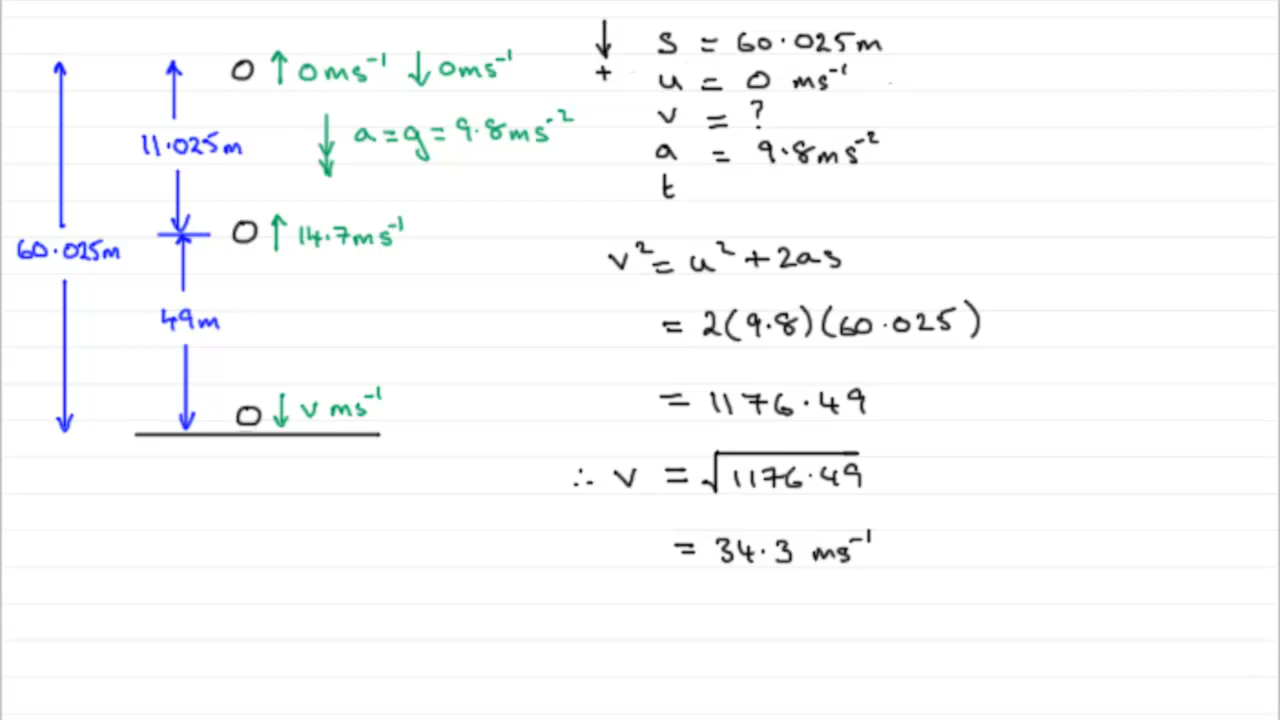 O ↑ 0ms⁻¹ ↓ 0ms⁻¹
11.025m
a = g = 9.8ms⁻²
O ↑ 14.7ms⁻¹
60.025m
49m
O ↓ v ms⁻¹
↓ s = 60.025m
+ u = 0 ms⁻¹
v = ?
a = 9.8ms⁻²
t
v² = u² + 2as
= 2(9.8)(60.025)
= 1176.49
∴ v = √1176.49
= 34.3 ms⁻¹